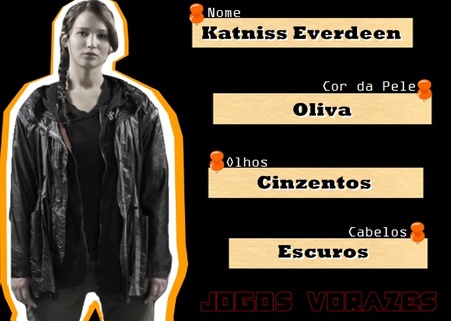 Nome
Katniss Everdeen
Cor da Pele
Oliva
Olhos
Cinzentos
Cabelos
Escuros
JOGOS VORAZES